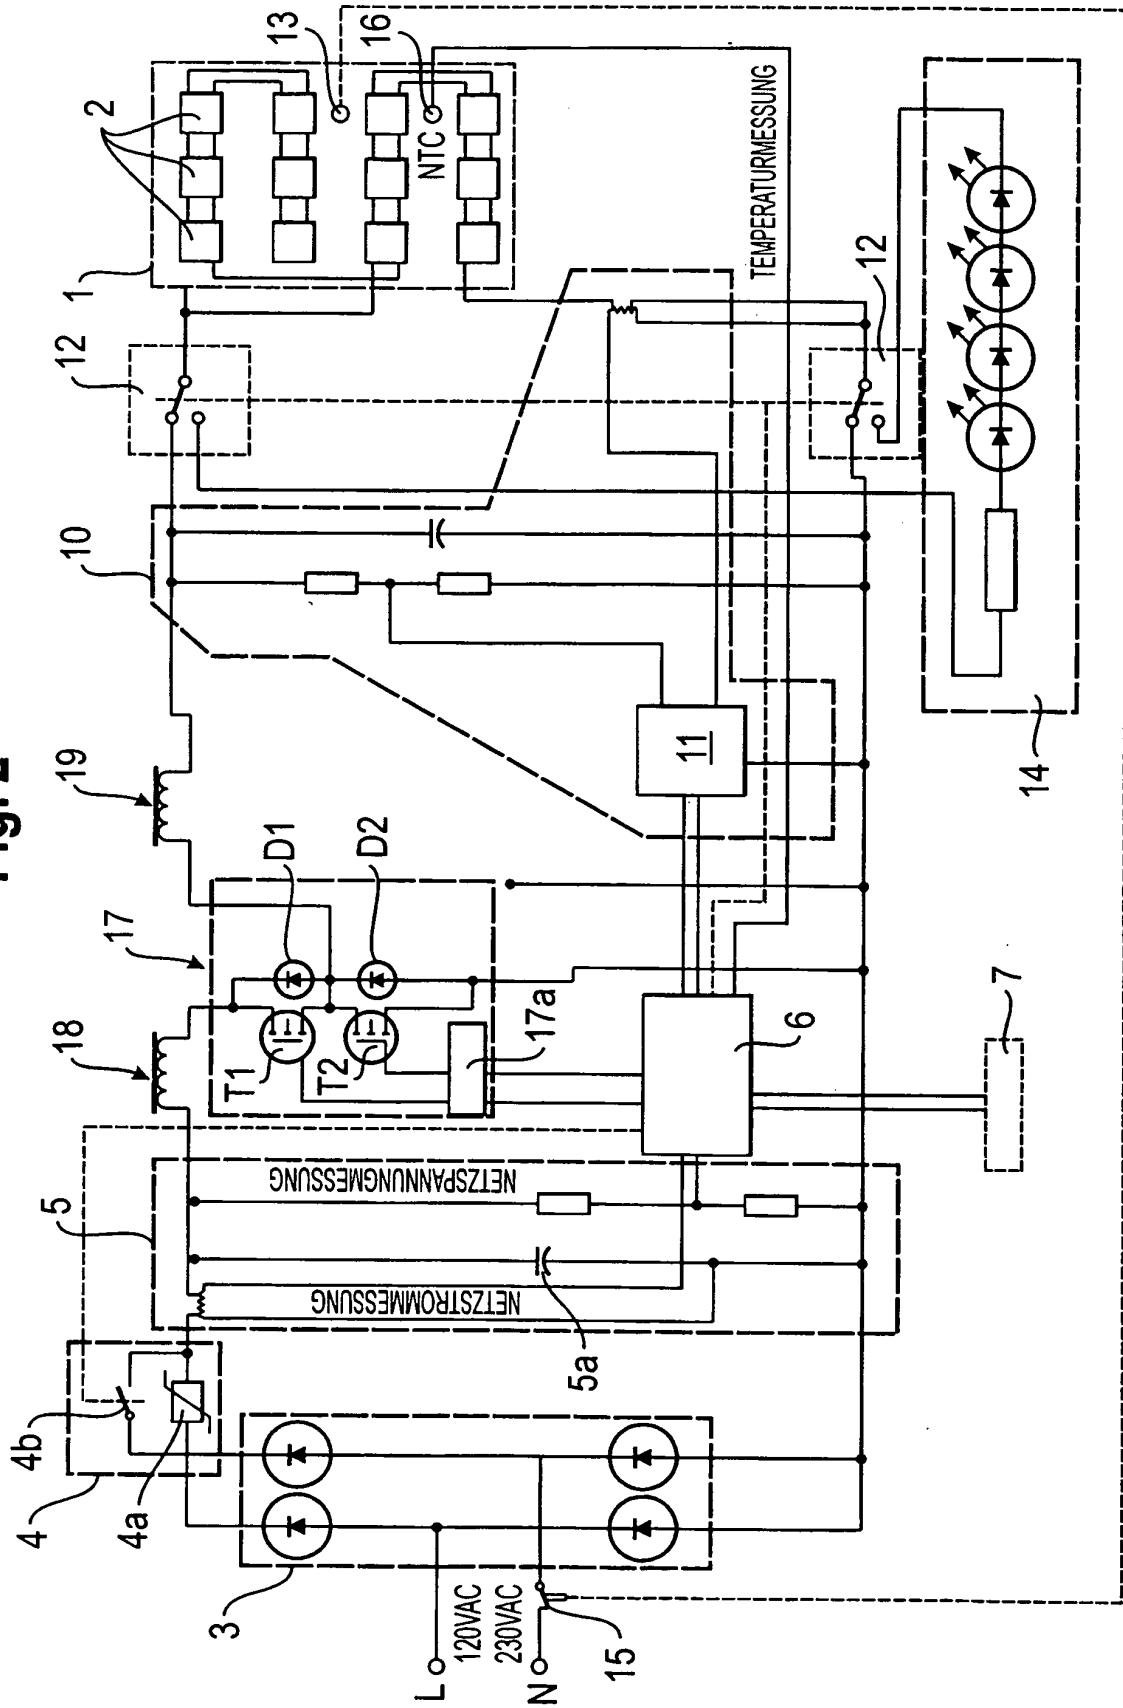 Fig. 2
1
2
13
16
NTC
TEMPERATURMESSUNG
12
12
10
11
14
19
18
17
D1
D2
T1
T2
17a
6
7
5
NETZSPANNUNGMESSUNG
NETZSTROMMESSUNG
5a
4b
4
4a
3
L
120VAC
230VAC
N
15